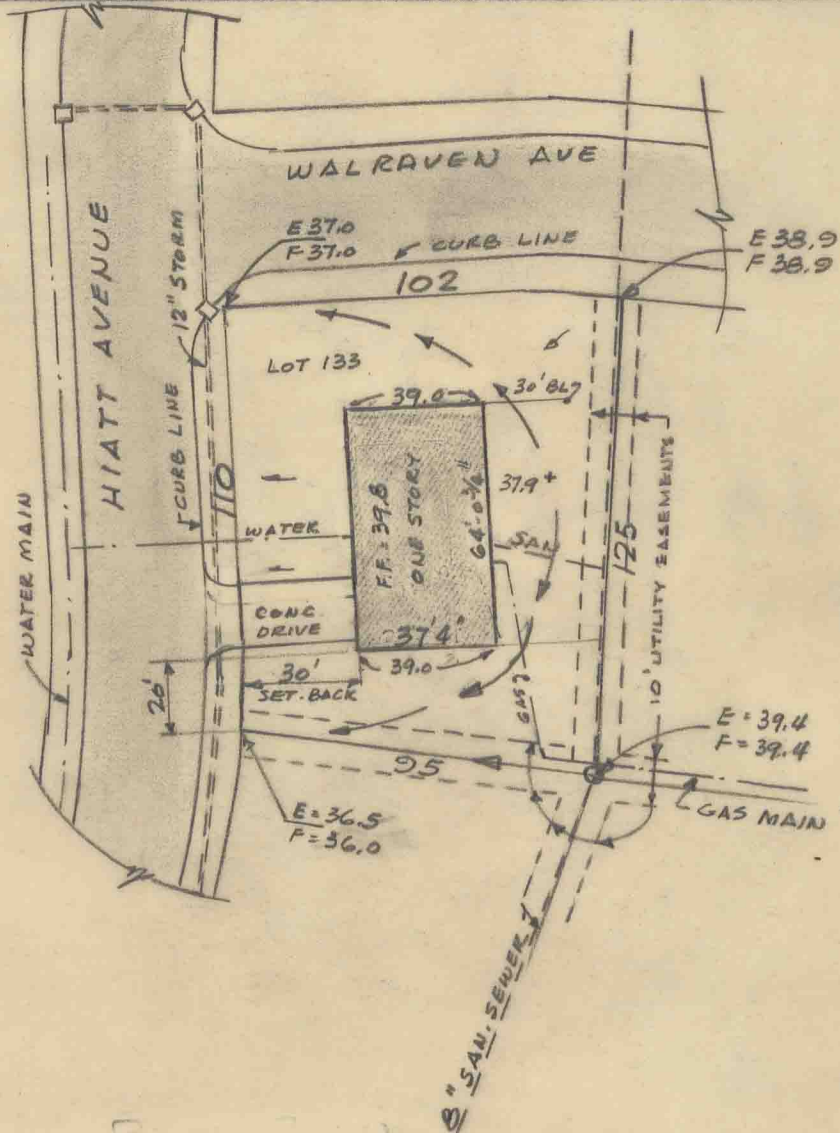 WALRAVEN AVE
HIATT AVENUE
12" STORM
CURB LINE
E 37.0
F 37.0
CURB LINE
102
E 38.9
F 38.9
LOT 133
39.0
30' BL
110
F.F. = 39.8
ONE STORY
64'-0¾"
37.9+
SAN
125
10' UTILITY EASEMENTS
WATER
WATER MAIN
CONC
DRIVE
37'4"
39.0
30'
SET-BACK
20'
GAS
E = 39.4
F = 39.4
95
GAS MAIN
E = 36.5
F = 36.0
8" SAN. SEWER